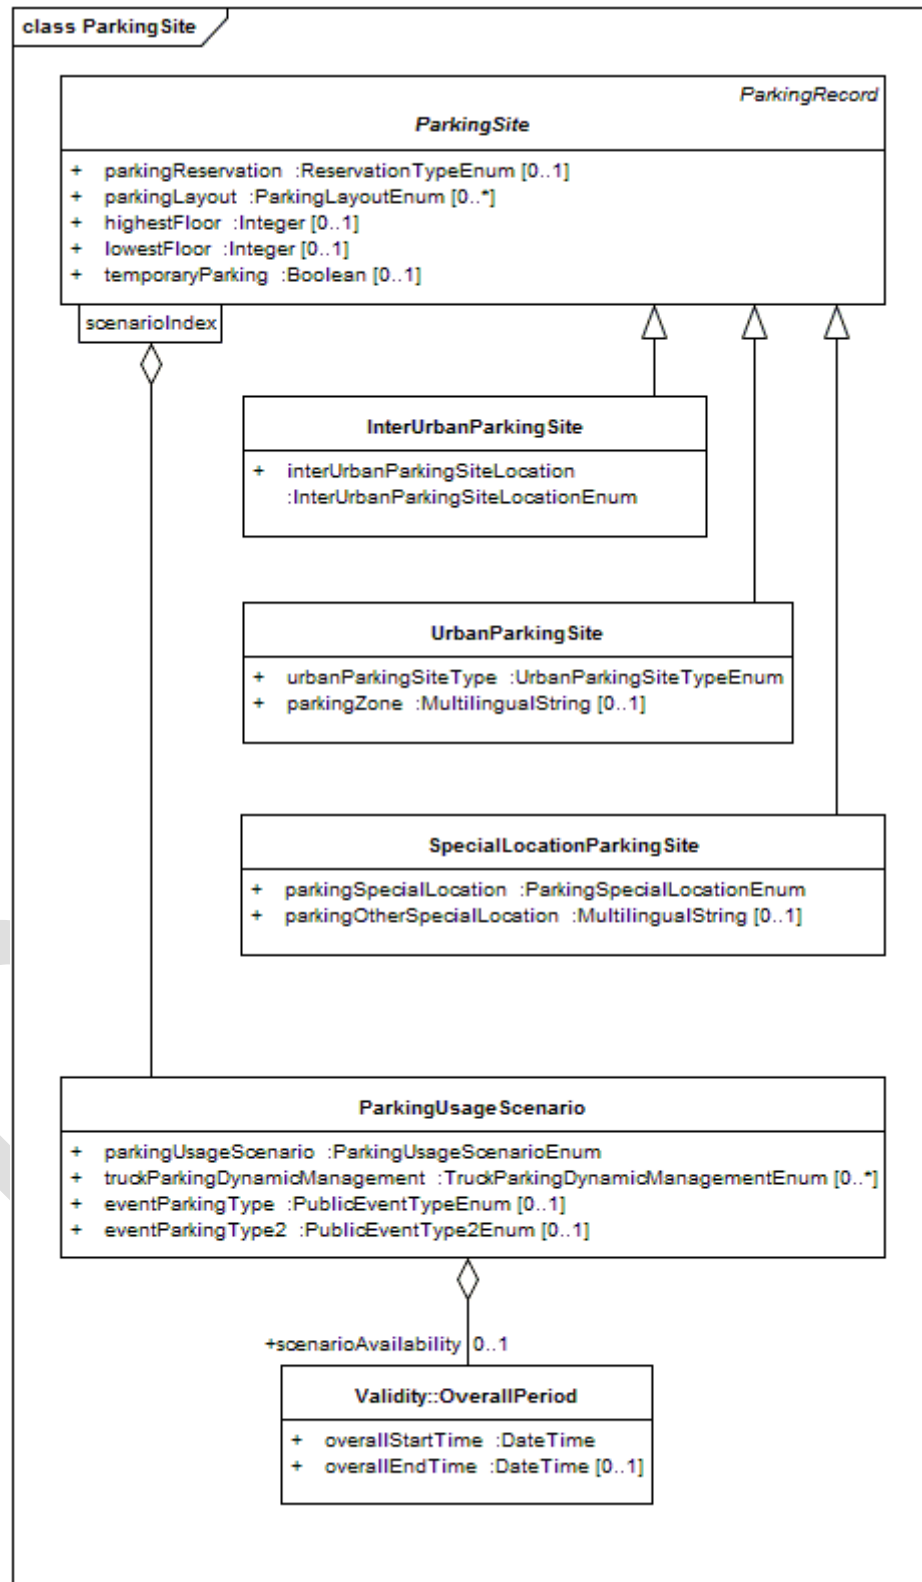 class ParkingSite
ParkingRecord
ParkingSite
+ parkingReservation :ReservationTypeEnum [0..1]
+ parkingLayout :ParkingLayoutEnum [0..*]
+ highestFloor :Integer [0..1]
+ lowestFloor :Integer [0..1]
+ temporaryParking :Boolean [0..1]
scenarioIndex
InterUrbanParkingSite
+ interUrbanParkingSiteLocation
:InterUrbanParkingSiteLocationEnum
UrbanParkingSite
+ urbanParkingSiteType :UrbanParkingSiteTypeEnum
+ parkingZone :MultilingualString [0..1]
SpecialLocationParkingSite
+ parkingSpecialLocation :ParkingSpecialLocationEnum
+ parkingOtherSpecialLocation :MultilingualString [0..1]
ParkingUsageScenario
+ parkingUsageScenario :ParkingUsageScenarioEnum
+ truckParkingDynamicManagement :TruckParkingDynamicManagementEnum [0..*]
+ eventParkingType :PublicEventTypeEnum [0..1]
+ eventParkingType2 :PublicEventType2Enum [0..1]
+scenarioAvailability 0..1
Validity::OverallPeriod
+ overallStartTime :DateTime
+ overallEndTime :DateTime [0..1]